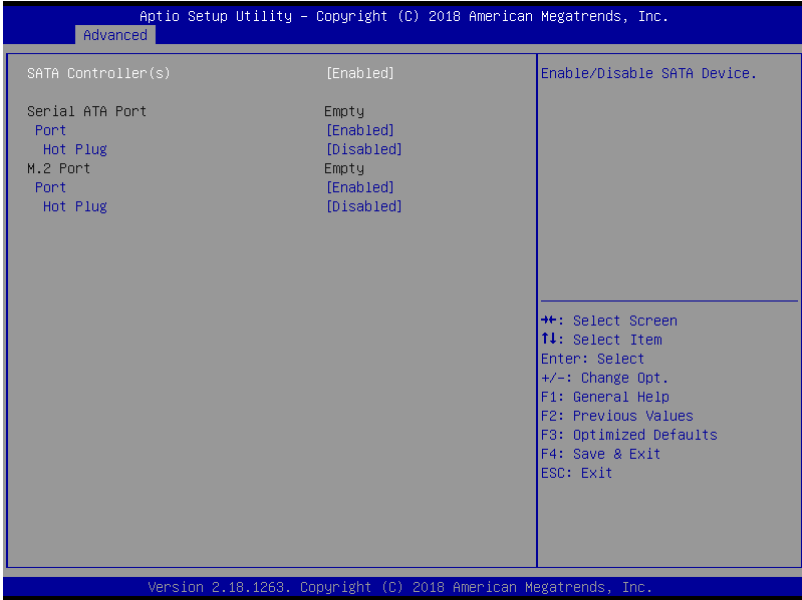 Aptio Setup Utility – Copyright (C) 2018 American Megatrends, Inc.
Advanced
SATA Controller(s) [Enabled]
Serial ATA Port Empty
Port [Enabled]
Hot Plug [Disabled]
M.2 Port Empty
Port [Enabled]
Hot Plug [Disabled]
Enable/Disable SATA Device.
→←: Select Screen
↑↓: Select Item
Enter: Select
+/-: Change Opt.
F1: General Help
F2: Previous Values
F3: Optimized Defaults
F4: Save & Exit
ESC: Exit
Version 2.18.1263. Copyright (C) 2018 American Megatrends, Inc.